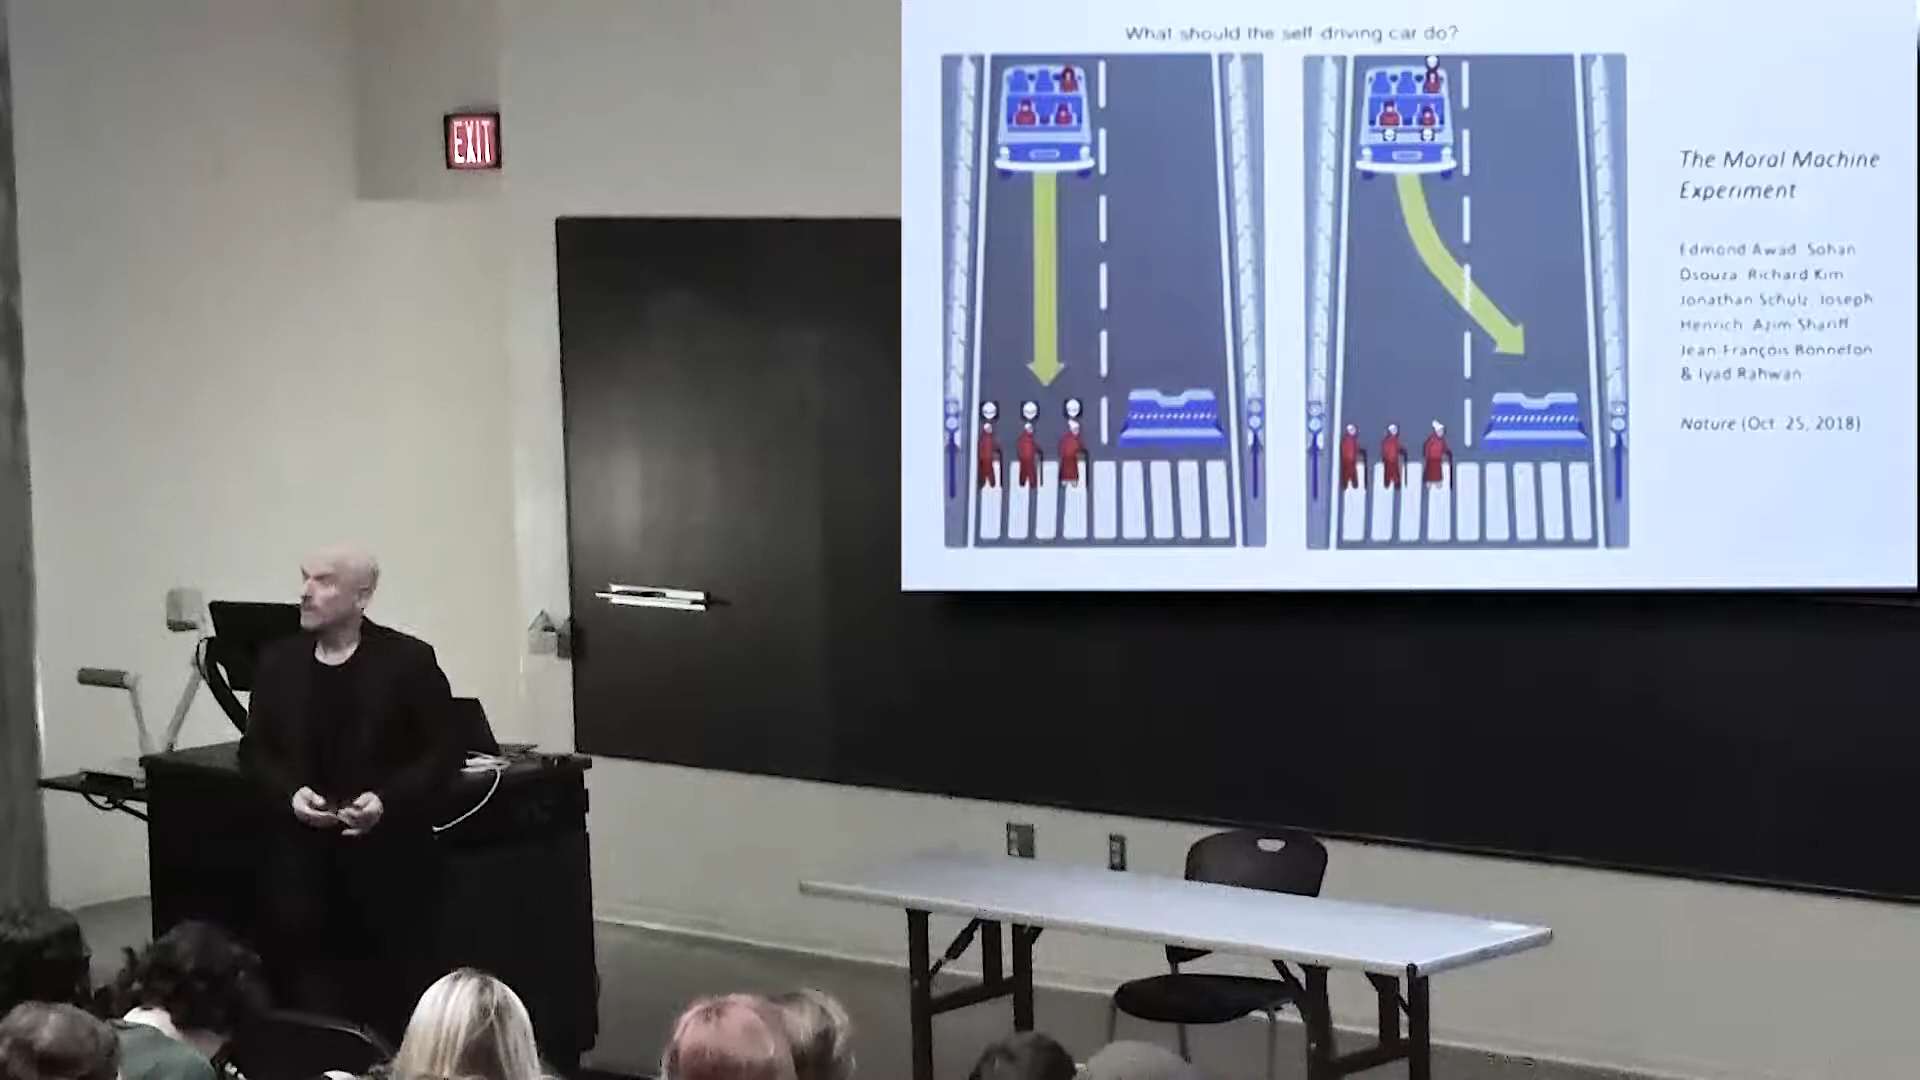 What should the self driving car do?
EXIT
The Moral Machine
Experiment
Edmond Awad Sohan
Dsouza Richard Kim
Jonathan Schulz, Joseph
Henrich Azim Shariff
Jean François Bonnefon
& Iyad Rahwan
Nature (Oct. 25, 2018)